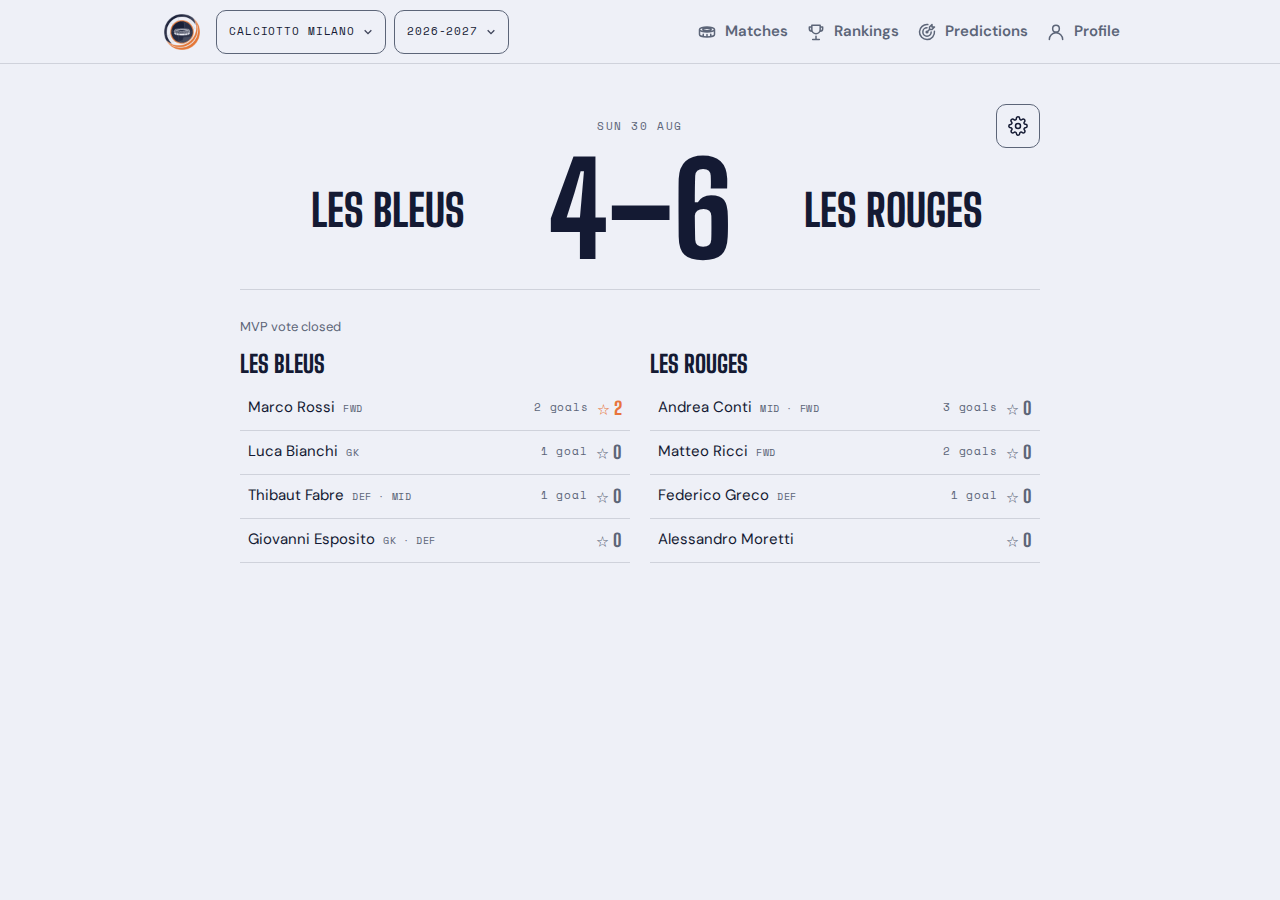 CALCIOTTO MILANO
2026-2027
Matches
Rankings
Predictions
Profile
SUN 30 AUG
LES BLEUS 4–6 LES ROUGES
MVP vote closed
LES BLEUS
Marco Rossi FWD 2 goals ☆ 2
Luca Bianchi GK 1 goal ☆ 0
Thibaut Fabre DEF · MID 1 goal ☆ 0
Giovanni Esposito GK · DEF ☆ 0
LES ROUGES
Andrea Conti MID · FWD 3 goals ☆ 0
Matteo Ricci FWD 2 goals ☆ 0
Federico Greco DEF 1 goal ☆ 0
Alessandro Moretti ☆ 0